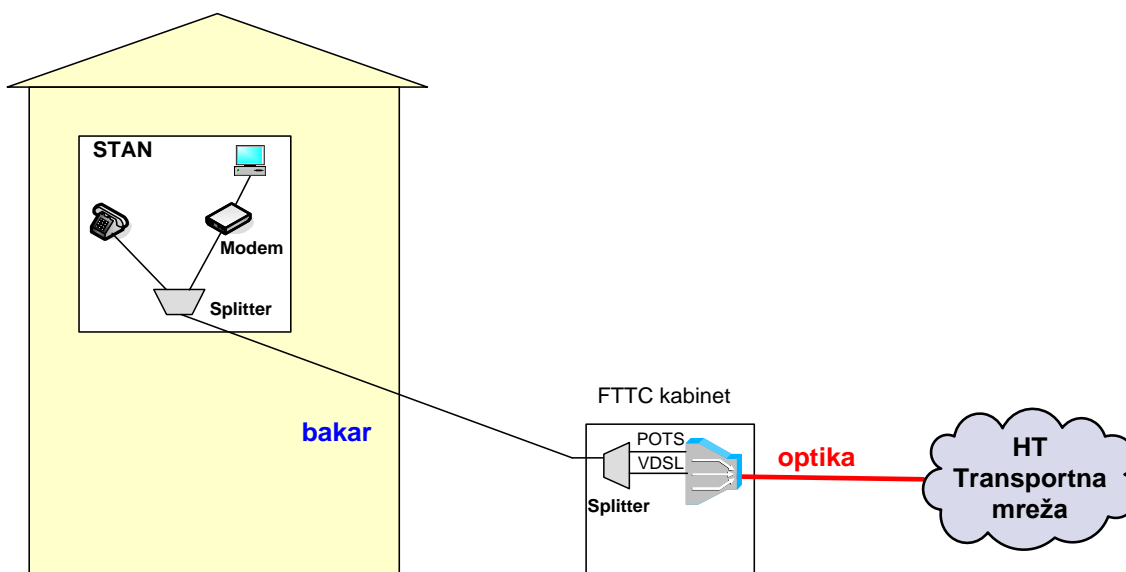 STAN
Modem
Splitter
bakar
FTTC kabinet
POTS
VDSL
Splitter
optika
HT
Transportna
mreža